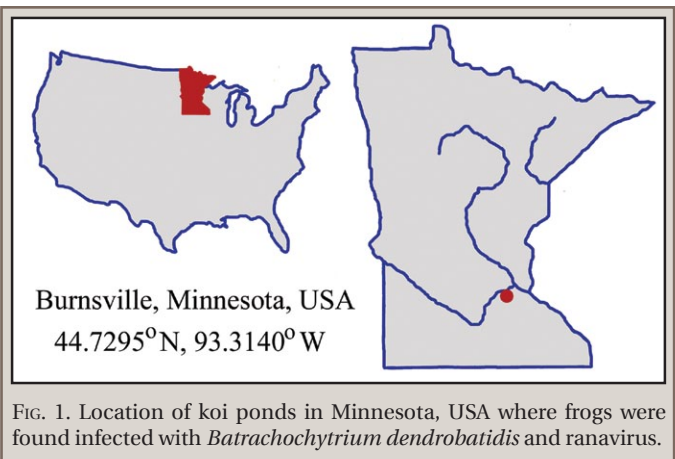 Burnsville, Minnesota, USA
44.7295°N, 93.3140° W
FIG. 1. Location of koi ponds in Minnesota, USA where frogs were
found infected with Batrachochytrium dendrobatidis and ranavirus.